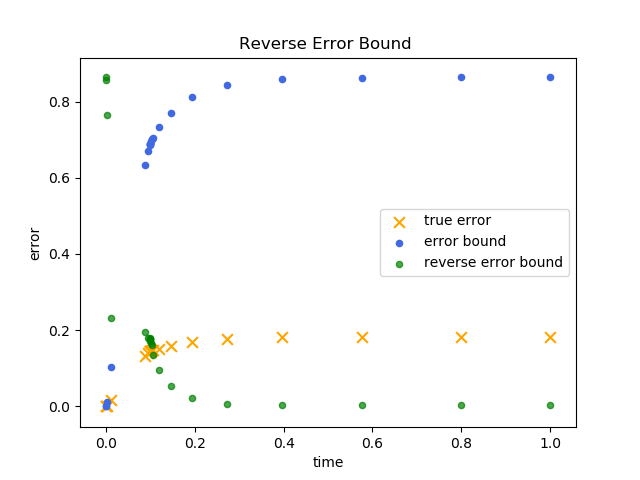 Reverse Error Bound
error
0.8
0.6
0.4
0.2
0.0
true error
error bound
reverse error bound
0.0 0.2 0.4 0.6 0.8 1.0
time